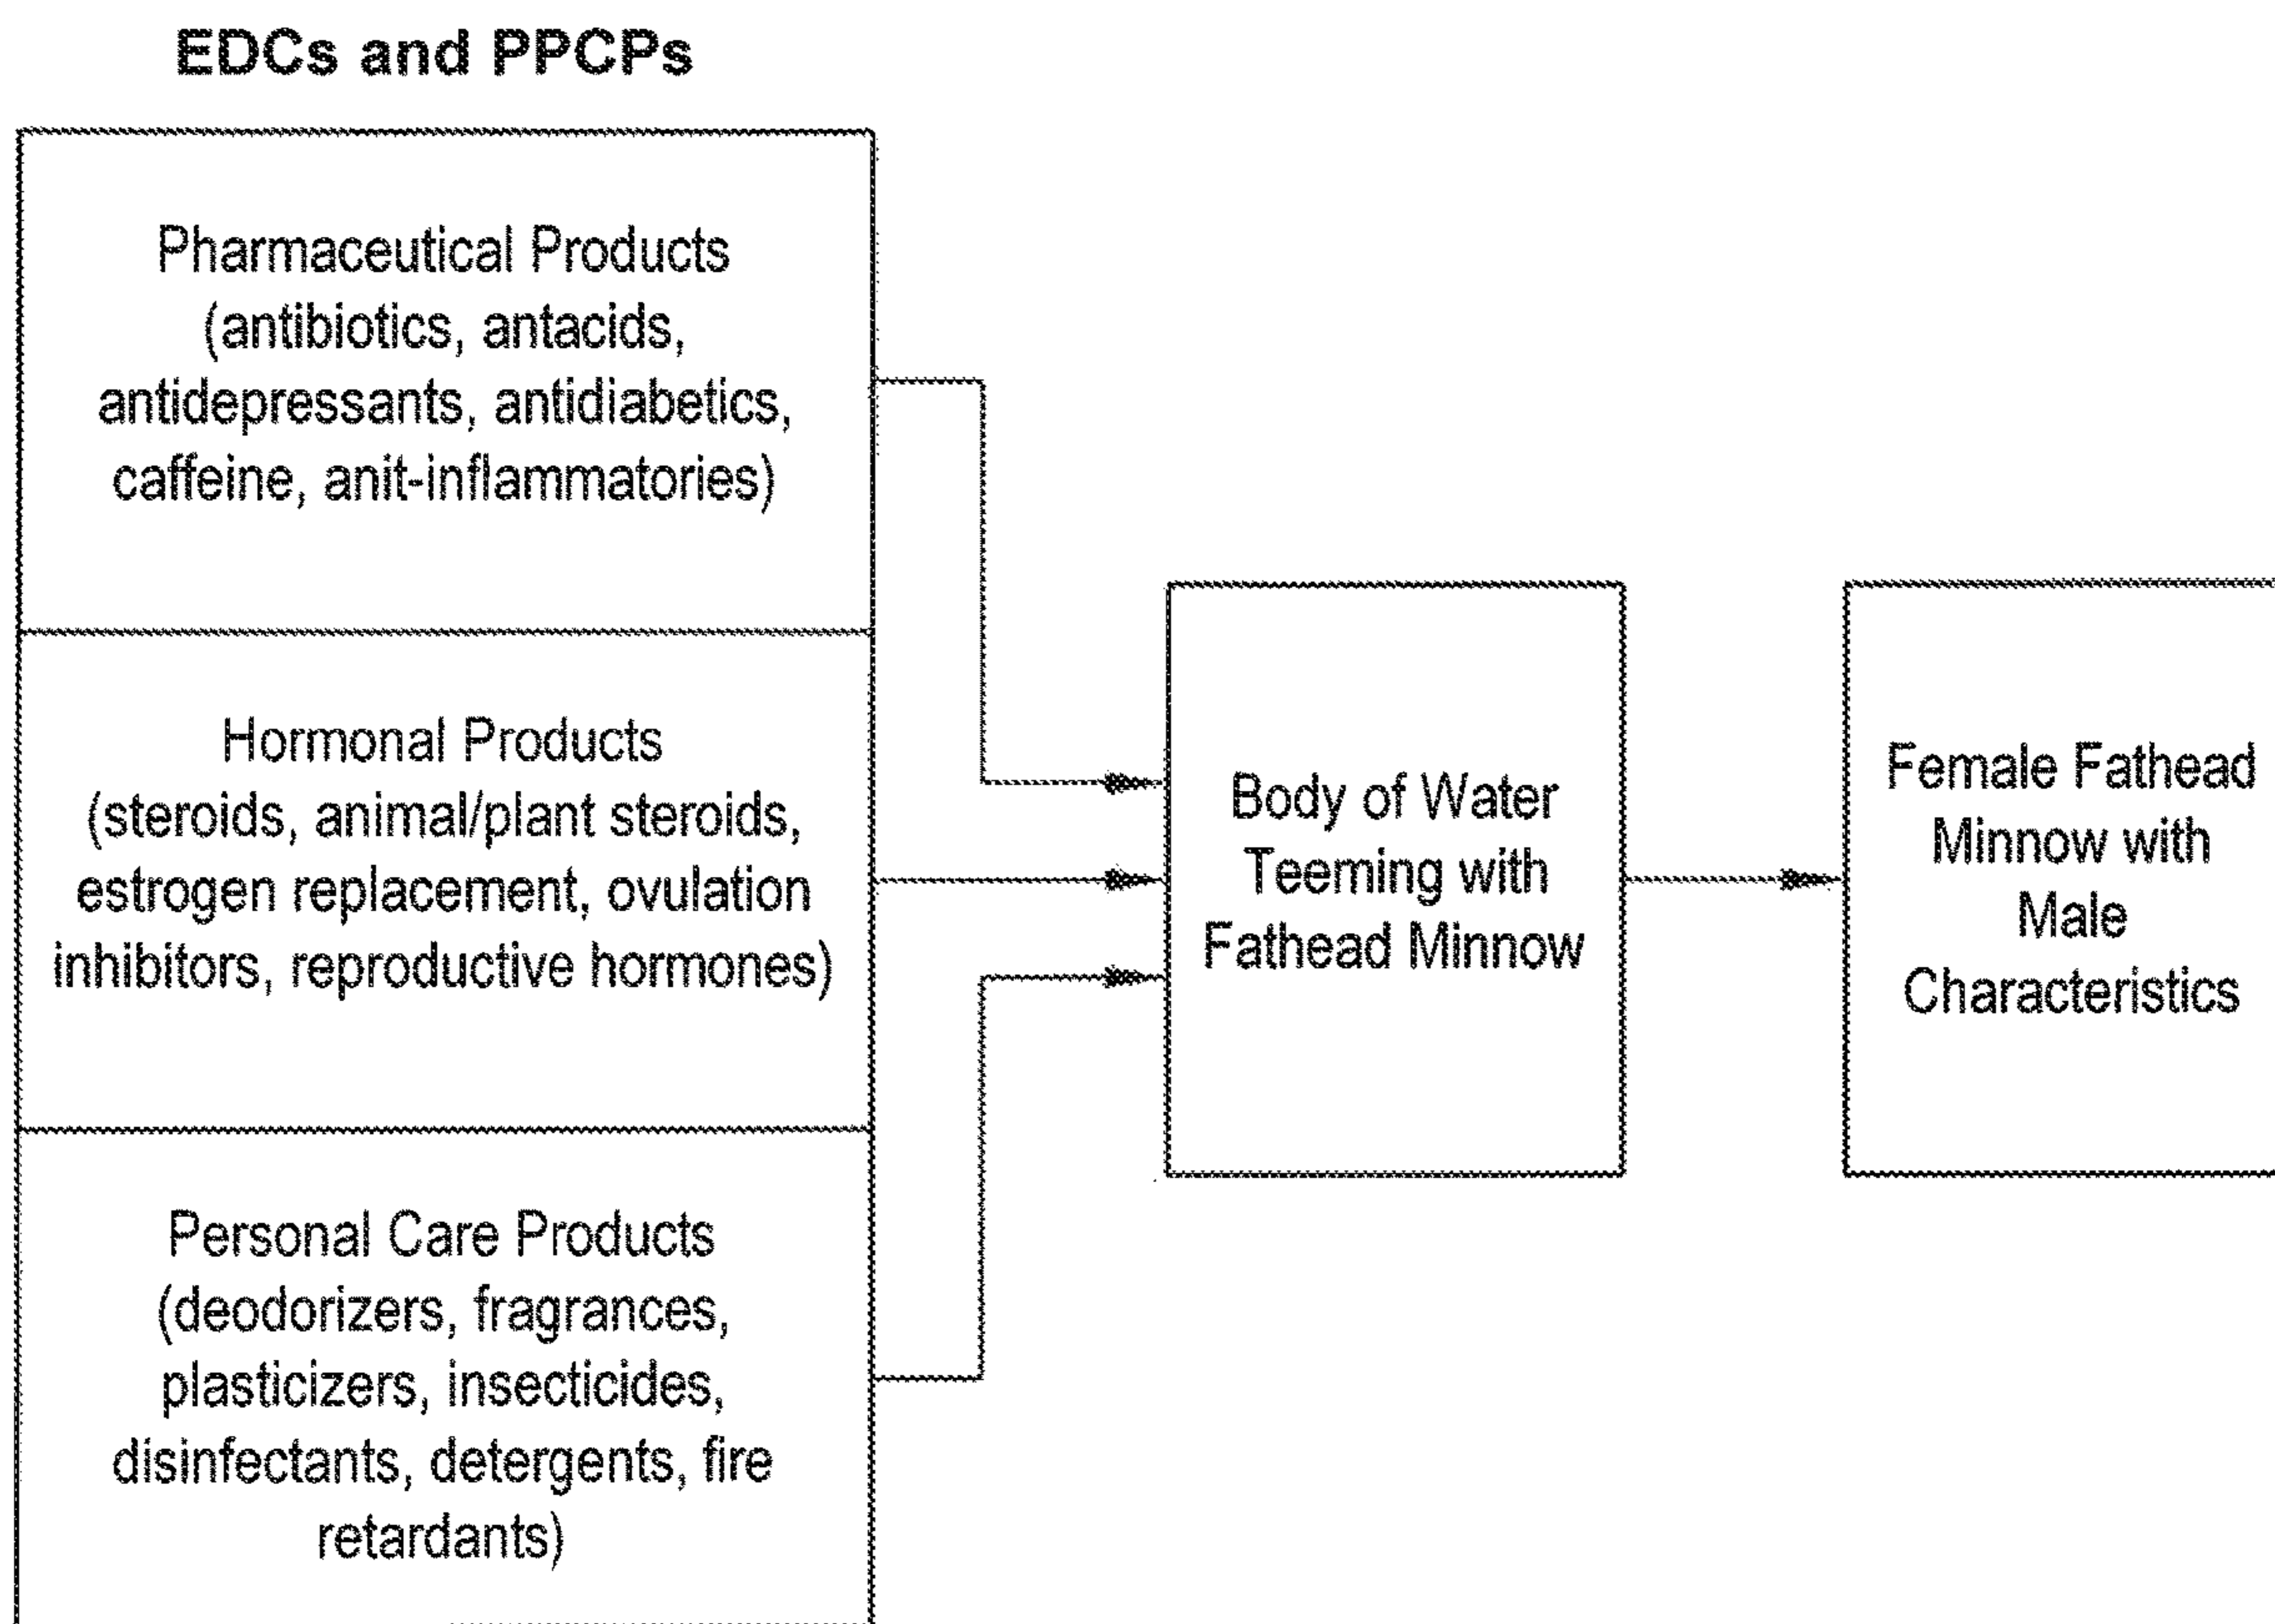 EDCs and PPCPs
Pharmaceutical Products
(antibiotics, antacids,
antidepressants, antidiabetics,
caffeine, anit-inflammatories)
Hormonal Products
(steroids, animal/plant steroids,
estrogen replacement, ovulation
inhibitors, reproductive hormones)
Personal Care Products
(deodorizers, fragrances,
plasticizers, insecticides,
disinfectants, detergents, fire
retardants)
Body of Water
Teeming with
Fathead Minnow
Female Fathead
Minnow with
Male
Characteristics